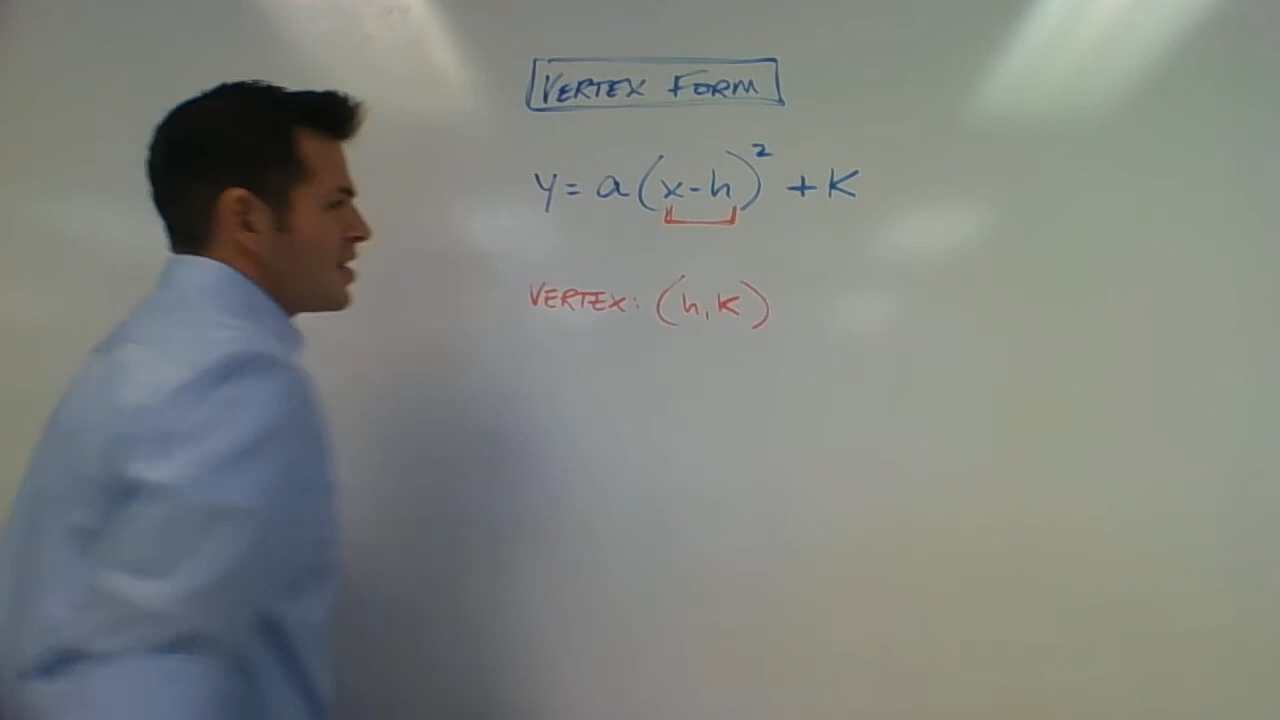 VERTEX FORM
y = a(x-h)² + K
VERTEX: (h, K)